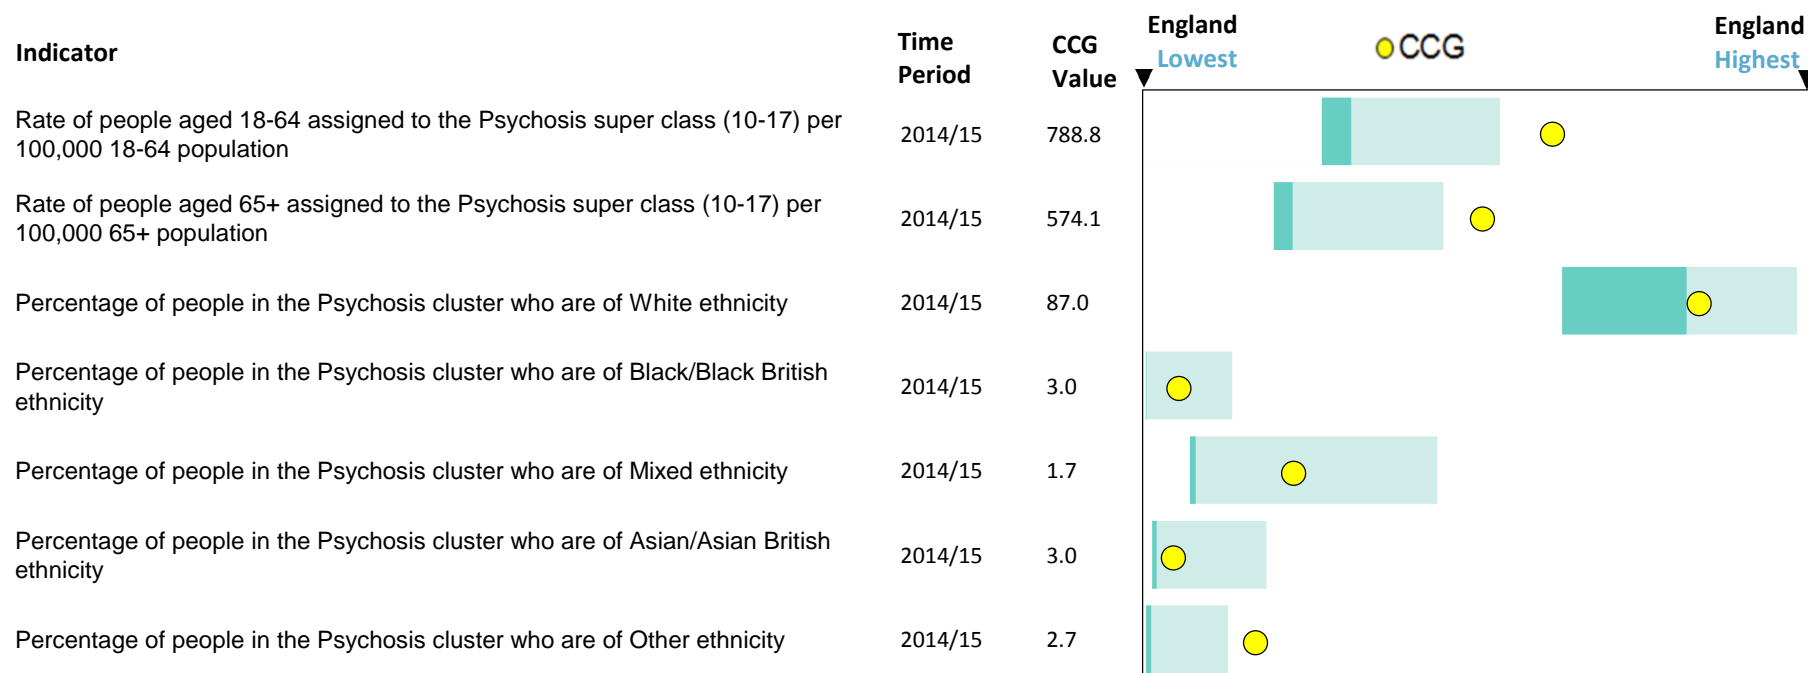 Indicator
Time
Period
CCG
Value
England
Lowest
CCG
England
Highest
Rate of people aged 18-64 assigned to the Psychosis super class (10-17) per
100,000 18-64 population
2014/15
788.8
Rate of people aged 65+ assigned to the Psychosis super class (10-17) per
100,000 65+ population
2014/15
574.1
Percentage of people in the Psychosis cluster who are of White ethnicity
2014/15
87.0
Percentage of people in the Psychosis cluster who are of Black/Black British
ethnicity
2014/15
3.0
Percentage of people in the Psychosis cluster who are of Mixed ethnicity
2014/15
1.7
Percentage of people in the Psychosis cluster who are of Asian/Asian British
ethnicity
2014/15
3.0
Percentage of people in the Psychosis cluster who are of Other ethnicity
2014/15
2.7